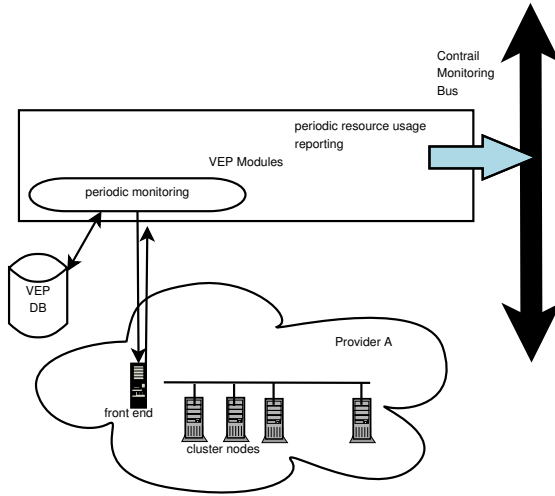 Contrail
Monitoring
Bus
periodic resource usage
reporting
VEP Modules
periodic monitoring
VEP
DB
Provider A
front end
cluster nodes